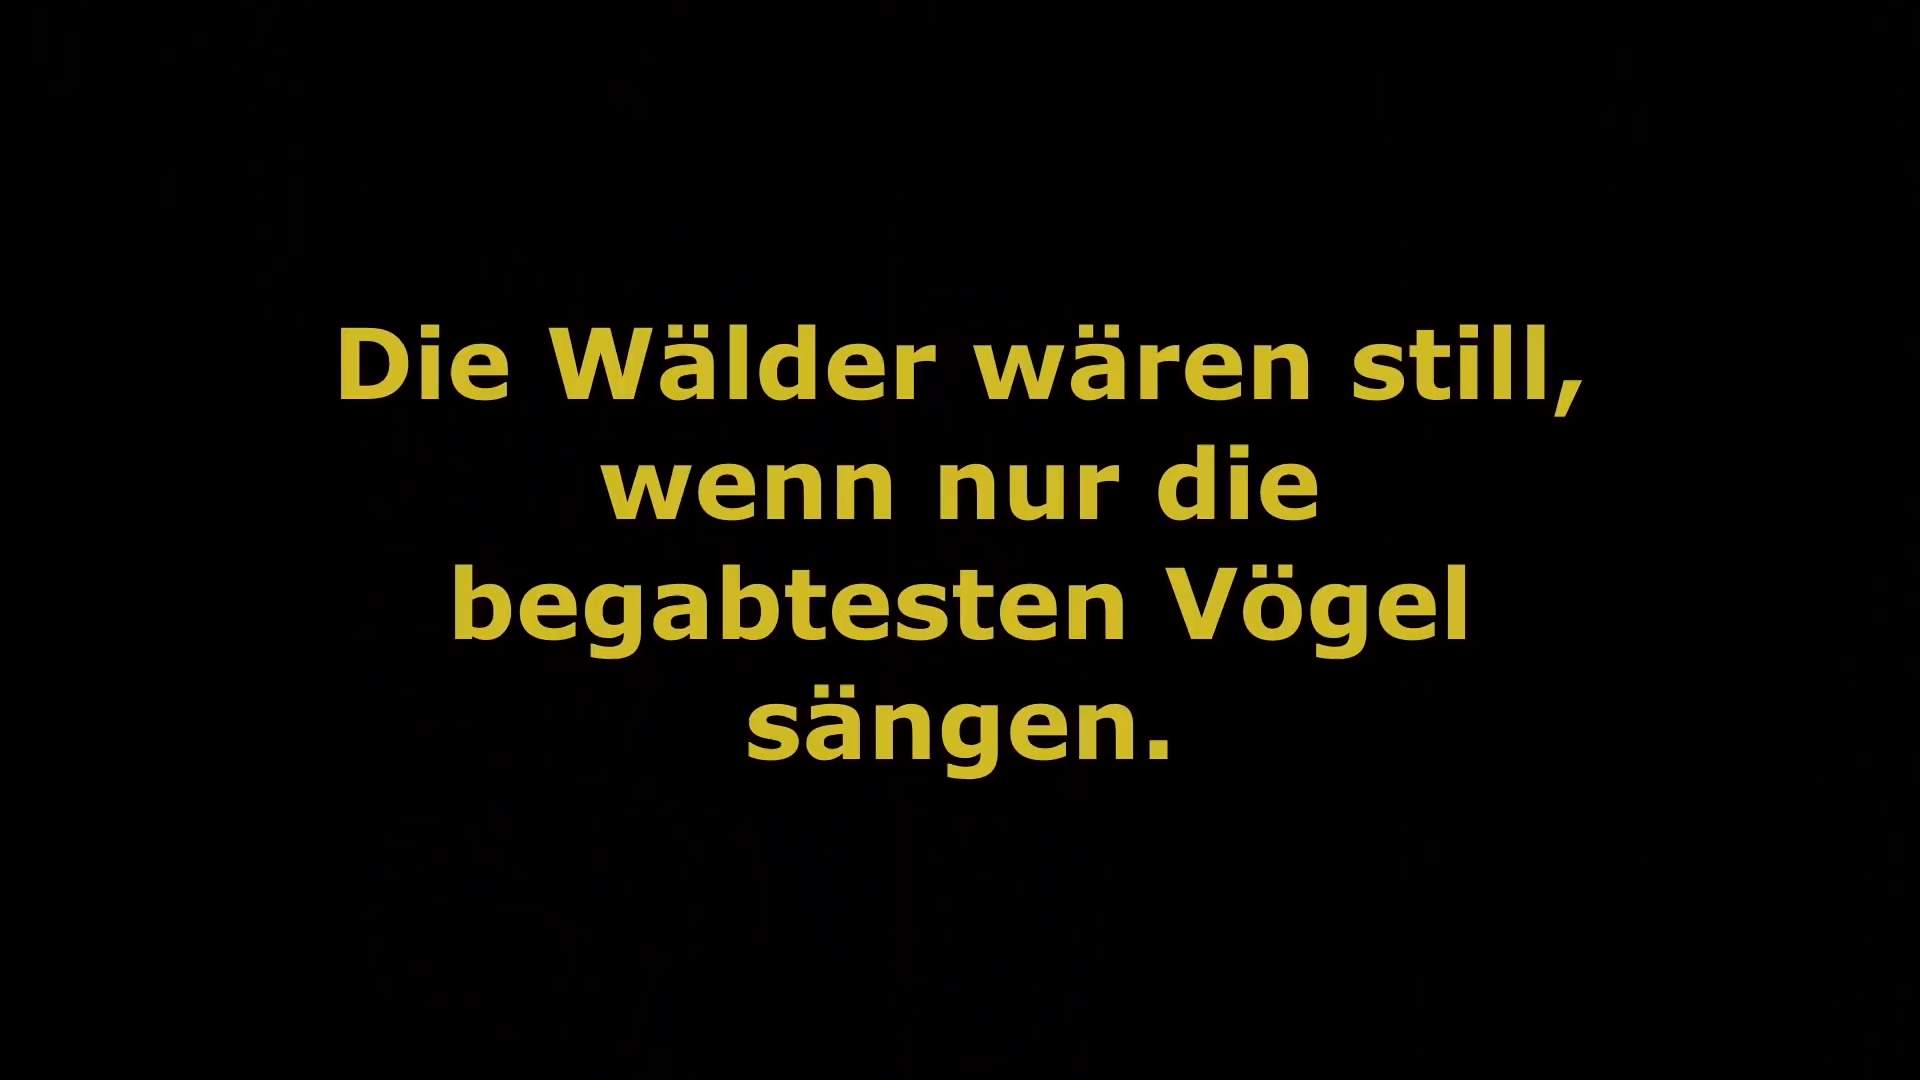 Die Wälder wären still,
wenn nur die
begabtesten Vögel
sängen.